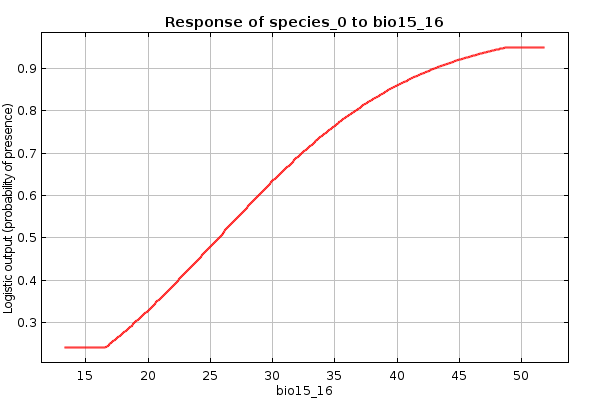 Response of species_0 to bio15_16
Logistic output (probability of presence)
0.9
0.8
0.7
0.6
0.5
0.4
0.3
15 20 25 30 35 40 45 50
bio15_16